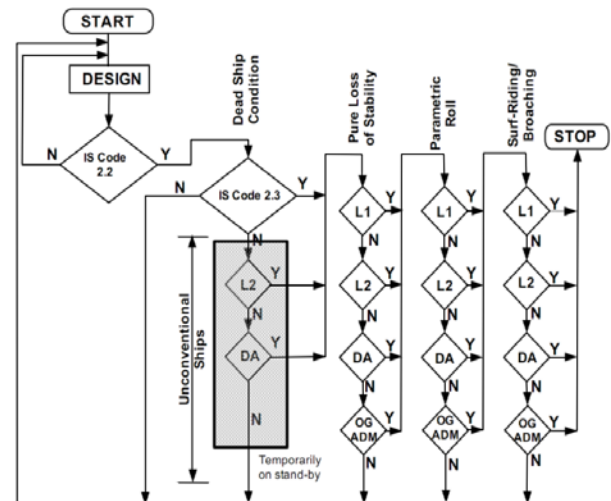 START
DESIGN
N
IS Code
2.2
Y
Dead Ship
Condition
N
IS Code 2.3
Y
N
L2
Y
N
DA
Y
N
Unconventional
Ships
Temporarily
on stand-by
Pure Loss
of Stability
L1
Y
N
L2
Y
N
DA
Y
N
OG
ADM
Y
N
Parametric
Roll
L1
Y
N
L2
Y
N
DA
Y
N
OG
ADM
Y
N
Surf-Riding/
Broaching
L1
Y
N
L2
Y
N
DA
Y
N
OG
ADM
Y
N
STOP